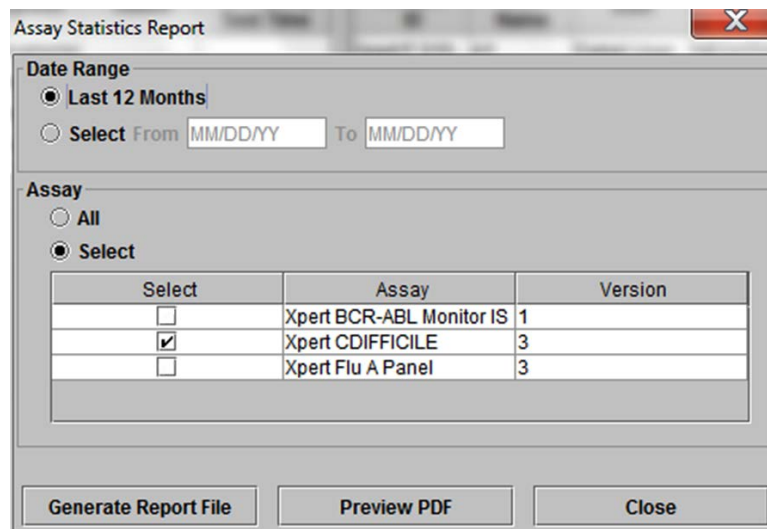 Assay Statistics Report
Date Range
Last 12 Months
Select From MM/DD/YY To MM/DD/YY
Assay
All
Select
Select Assay Version
Xpert BCR-ABL Monitor IS 1
Xpert CDIFFICILE 3
Xpert Flu A Panel 3
Generate Report File Preview PDF Close